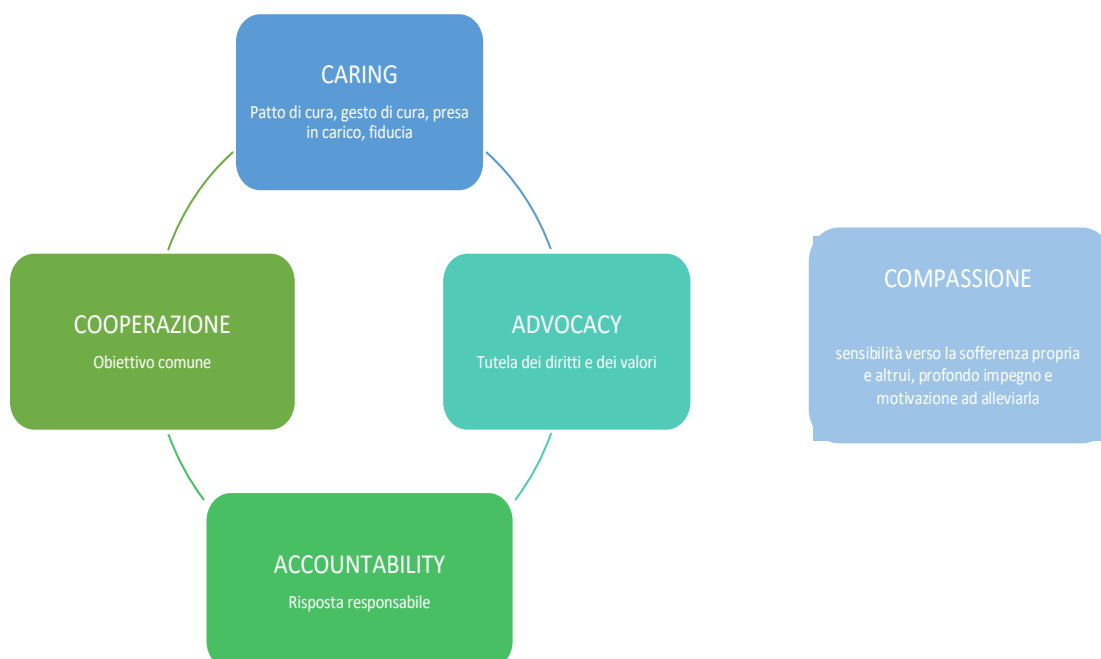 CARING
Patto di cura, gesto di cura, presa
in carico, fiducia
COOPERAZIONE
Obiettivo comune
ADVOCACY
Tutela dei diritti e dei valori
COMPASSIONE
sensibilità verso la sofferenza propria
e altrui, profondo impegno e
motivazione ad alleviarla
ACCOUNTABILITY
Risposta responsabile